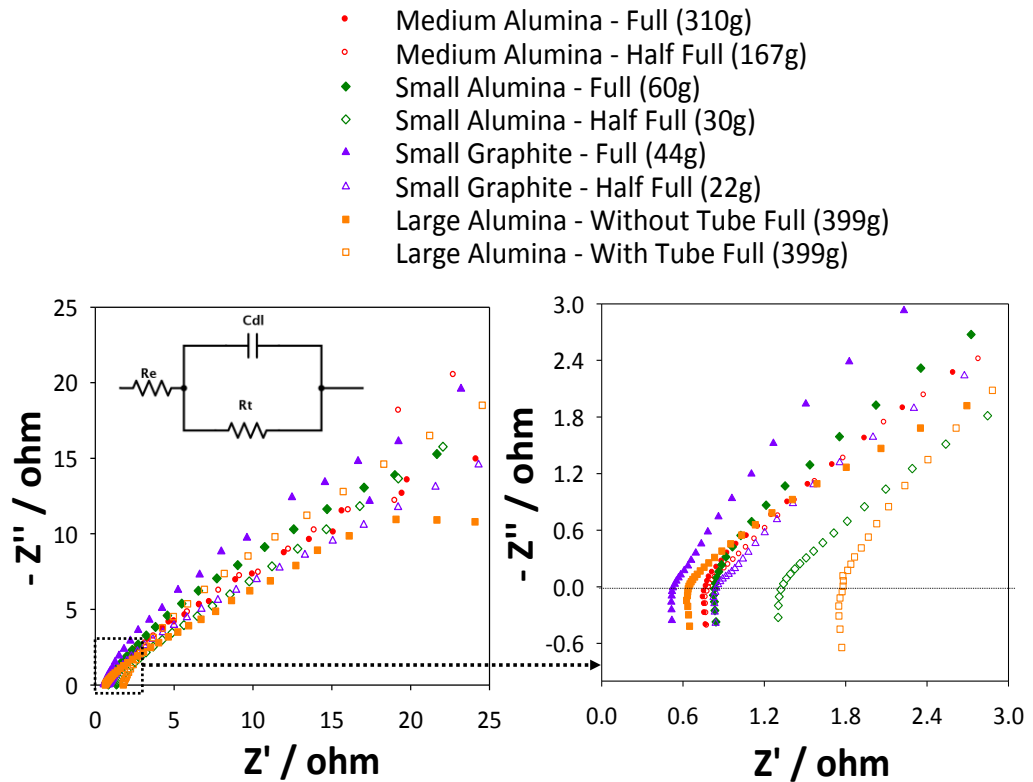 Medium Alumina - Full (310g)
Medium Alumina - Half Full (167g)
Small Alumina - Full (60g)
Small Alumina - Half Full (30g)
Small Graphite - Full (44g)
Small Graphite - Half Full (22g)
Large Alumina - Without Tube Full (399g)
Large Alumina - With Tube Full (399g)
25
20
15
10
5
0
- Z'' / ohm
Cdl
Re
Rt
0 5 10 15 20 25
Z' / ohm
3.0
2.4
1.8
1.2
0.6
0.0
-0.6
- Z'' / ohm
0.0 0.6 1.2 1.8 2.4 3.0
Z' / ohm